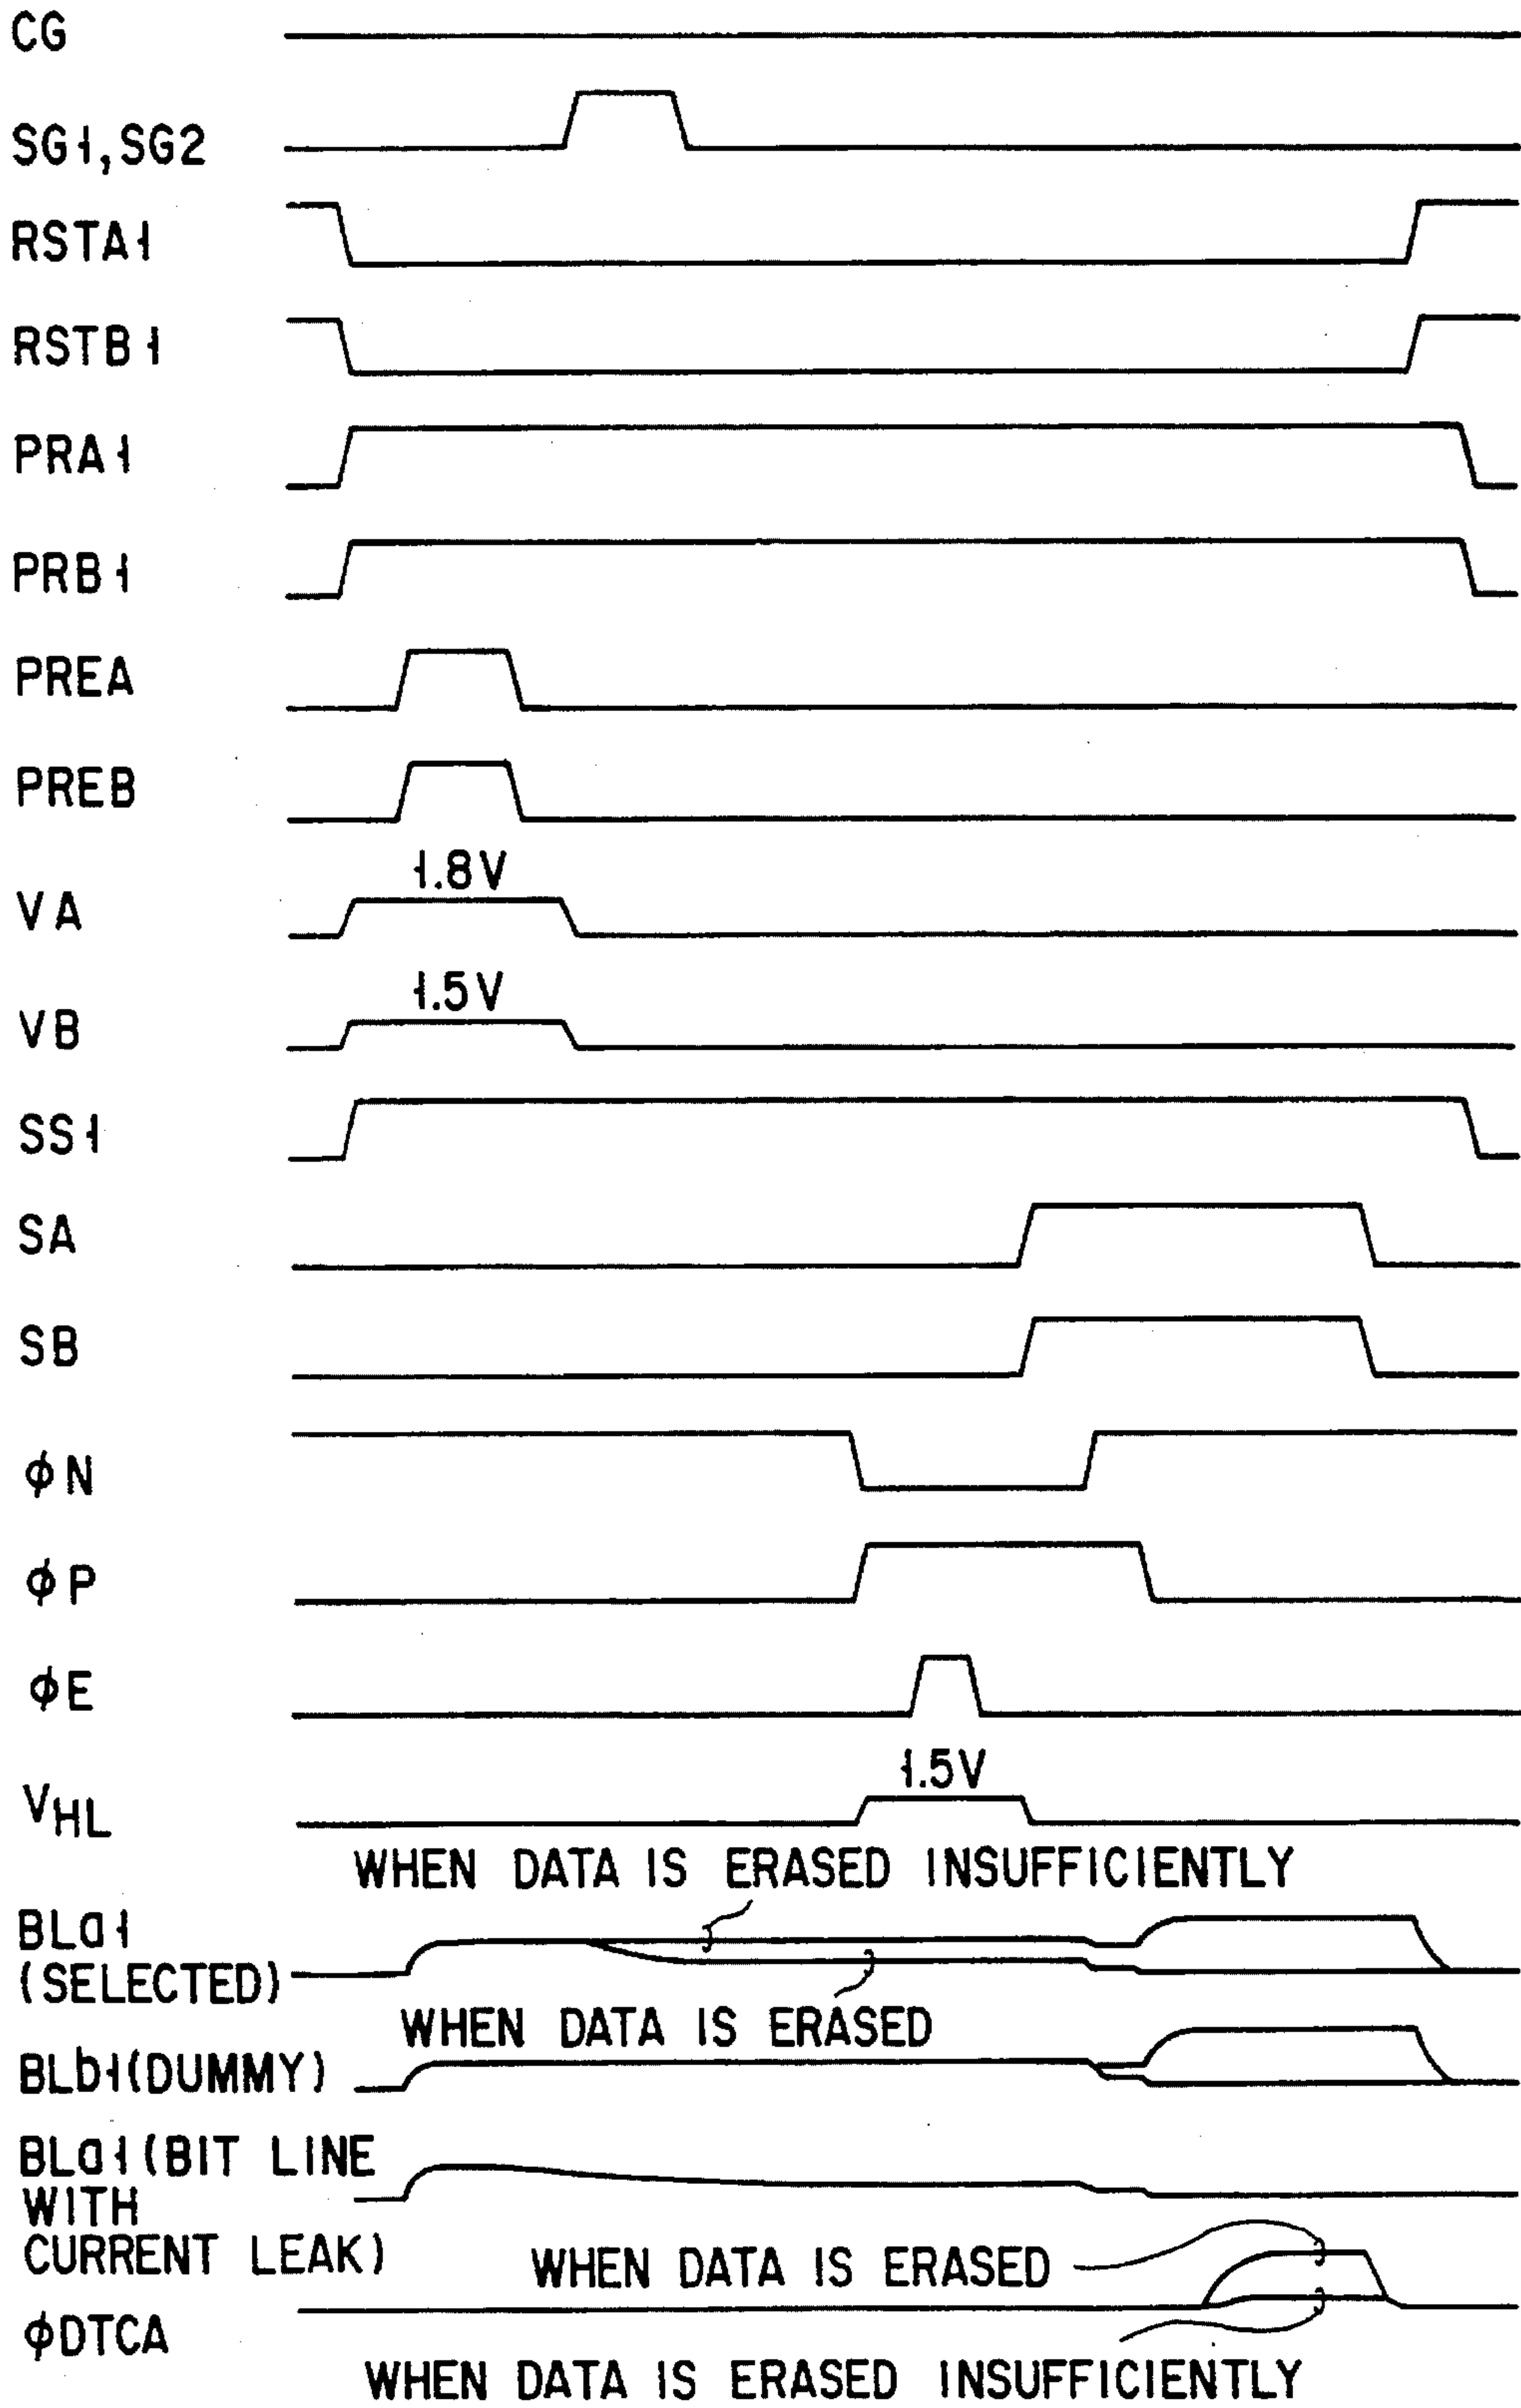 CG
SG1,SG2
RSTA1
RSTB1
PRA1
PRB1
PREA
PREB
1.8V
VA
1.5V
VB
SS1
SA
SB
φN
φP
φE
1.5V
VHL
WHEN DATA IS ERASED INSUFFICIENTLY
BLa1
(SELECTED)
WHEN DATA IS ERASED
BLb1(DUMMY)
BLa1(BIT LINE
WITH
CURRENT LEAK)
WHEN DATA IS ERASED
φDTCA
WHEN DATA IS ERASED INSUFFICIENTLY